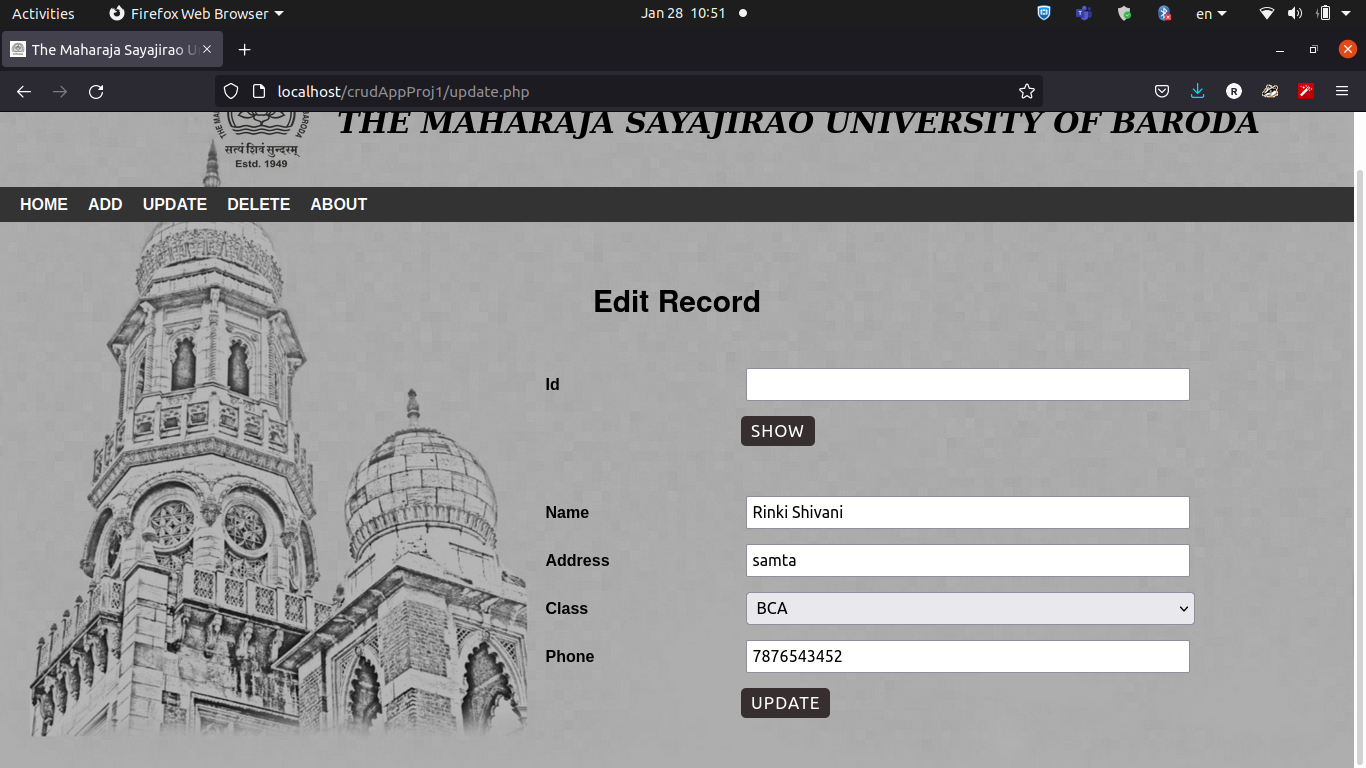 Activities Firefox Web Browser Jan 28 10:51 en
The Maharaja Sayajirao U
localhost/crudAppProj1/update.php
R
THE MAHARAJA SAYAJIRAO UNIVERSITY OF BARODA
सत्यं शिवं सुन्दरम्
Estd. 1949
HOME ADD UPDATE DELETE ABOUT
Edit Record
Id
SHOW
Name Rinki Shivani
Address samta
Class BCA
Phone 7876543452
UPDATE